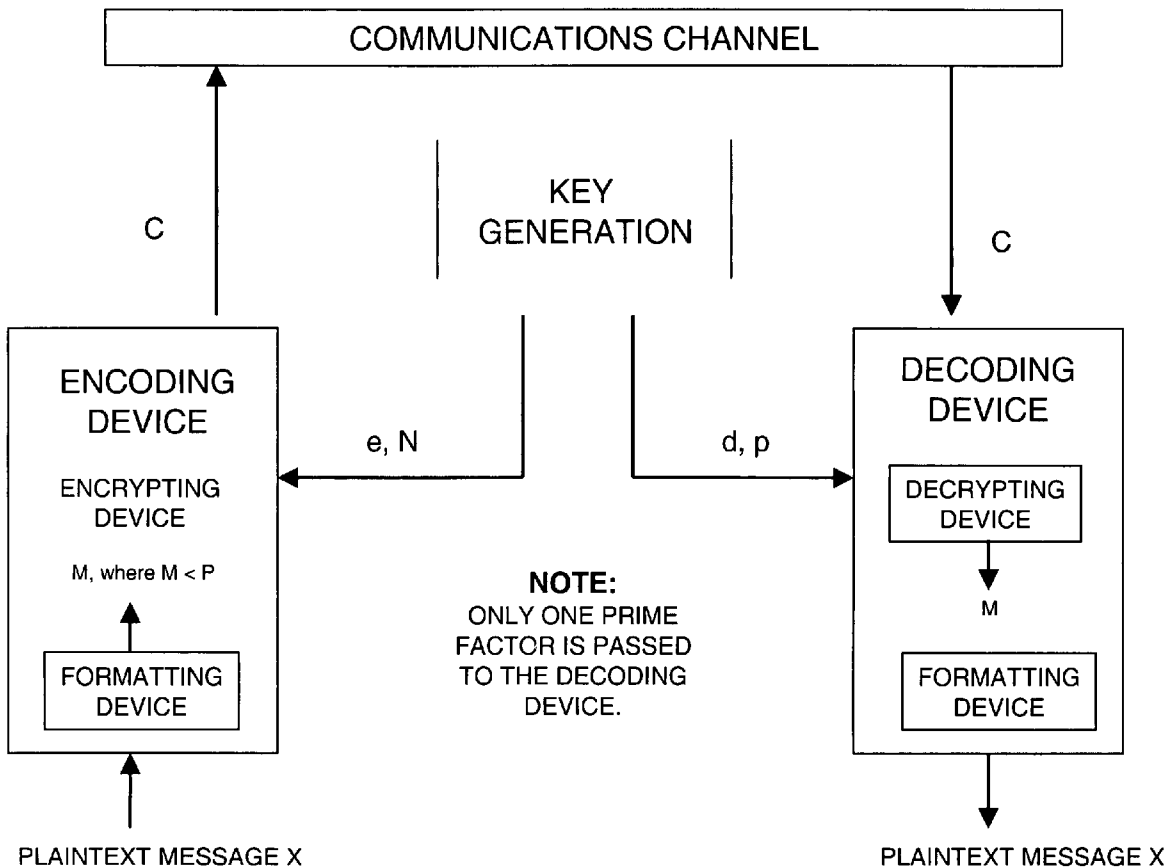 COMMUNICATIONS CHANNEL
KEY
GENERATION
C
C
ENCODING
DEVICE
ENCRYPTING
DEVICE
M, where M < P
FORMATTING
DEVICE
e, N
d, p
NOTE:
ONLY ONE PRIME
FACTOR IS PASSED
TO THE DECODING
DEVICE.
DECODING
DEVICE
DECRYPTING
DEVICE
M
FORMATTING
DEVICE
PLAINTEXT MESSAGE X
PLAINTEXT MESSAGE X